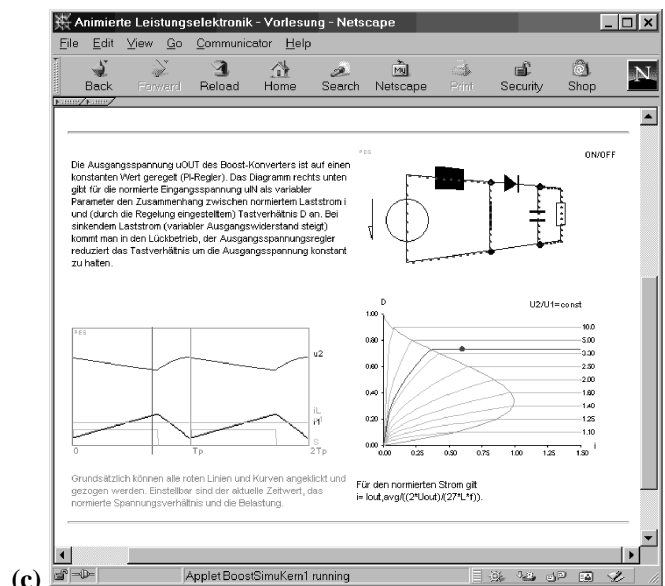 Animierte Leistungselektronik - Vorlesung - Netscape
File Edit View Go Communicator Help
Back Forward Reload Home Search Netscape Print Security Shop
Die Ausgangsspannung uOUT des Boost-Konverters ist auf einen
konstanten Wert geregelt (PI-Regler). Das Diagramm rechts unten
gibt für die normierte Eingangsspannung uIN als variabler
Parameter den Zusammenhang zwischen normiertem Laststrom i
und (durch die Regelung eingestelltem) Tastverhältnis D an. Bei
sinkendem Laststrom (variabler Ausgangswiderstand steigt)
kommt man in den Lückbetrieb, der Ausgangsspannungsregler
reduziert das Tastverhältnis um die Ausgangsspannung konstant
zu halten.
PES
ON/OFF
PES
u2
iL
i1
S
0 Tp 2Tp
D
U2/U1=const
1.00
0.80
0.60
0.40
0.20
0.00
0.00 0.25 0.50 0.75 1.00 1.25 1.50
i
10.0
5.00
3.30
2.50
2.00
1.60
1.40
1.25
1.10
Grundsätzlich können alle roten Linien und Kurven angeklickt und
gezogen werden. Einstellbar sind der aktuelle Zeitwert, das
normierte Spannungsverhältnis und die Belastung.
Für den normierten Strom gilt
i= Iout,avg/((2*Uout)/(27*L*f)).
(c)
Applet BoostSimuKern1 running